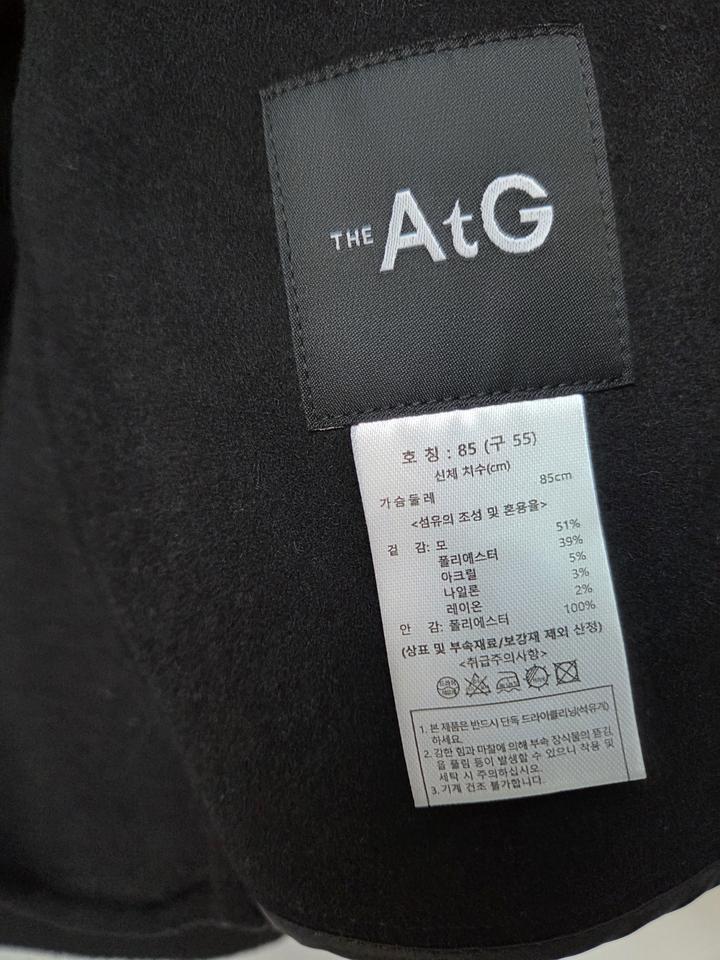 THE AtG
호 칭 : 85 (구 55)
신체 치수(cm)
가슴둘레 85cm
<섬유의 조성 및 혼용율>
겉 감: 모 51%
폴리에스터 39%
아크릴 5%
나일론 3%
레이온 2%
안 감: 폴리에스터 100%
(상표 및 부속재료/보강재 제외 산정)
<취급주의사항>
1. 본 제품은 반드시 단독 드라이클리닝(석유계)
하세요.
2. 강한 힘과 마찰에 의해 부속 장식물의 뜯김,
올 풀림 등이 발생할 수 있으니 착용 및
세탁 시 주의하십시오.
3. 기계 건조 불가합니다.